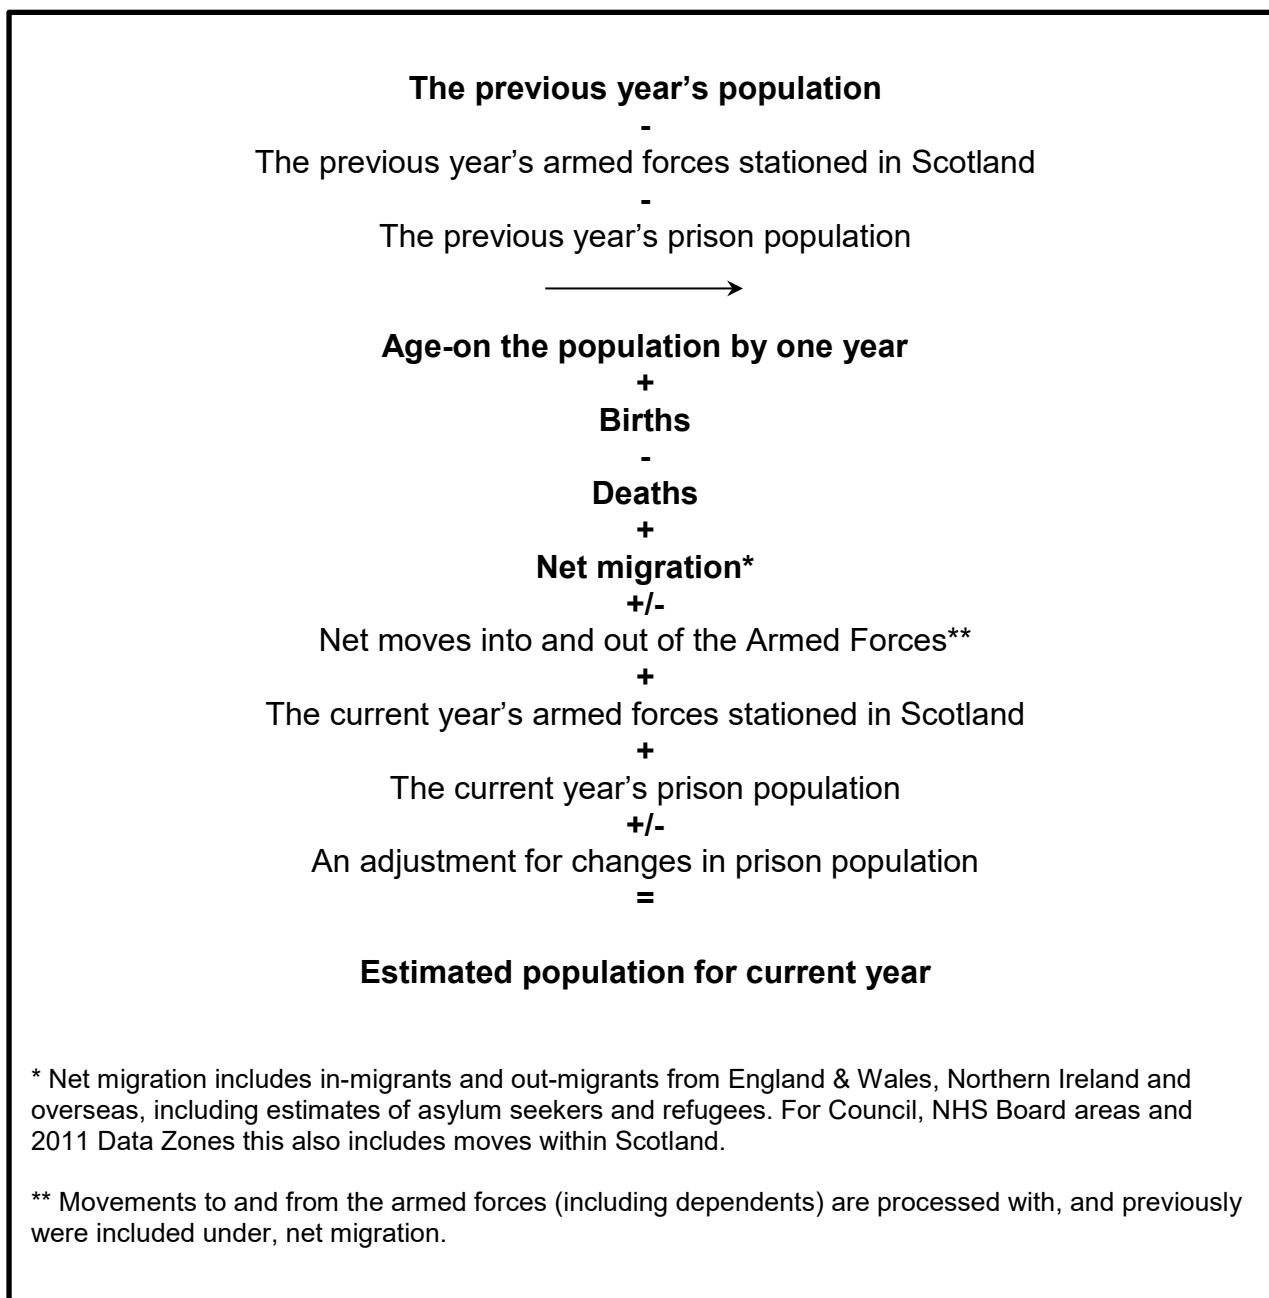 The previous year’s population
-
The previous year’s armed forces stationed in Scotland
-
The previous year’s prison population
Age-on the population by one year
+
Births
-
Deaths
+
Net migration*
+/-
Net moves into and out of the Armed Forces**
+
The current year’s armed forces stationed in Scotland
+
The current year’s prison population
+/-
An adjustment for changes in prison population
=
Estimated population for current year
* Net migration includes in-migrants and out-migrants from England & Wales, Northern Ireland and
overseas, including estimates of asylum seekers and refugees. For Council, NHS Board areas and
2011 Data Zones this also includes moves within Scotland.
** Movements to and from the armed forces (including dependents) are processed with, and previously
were included under, net migration.